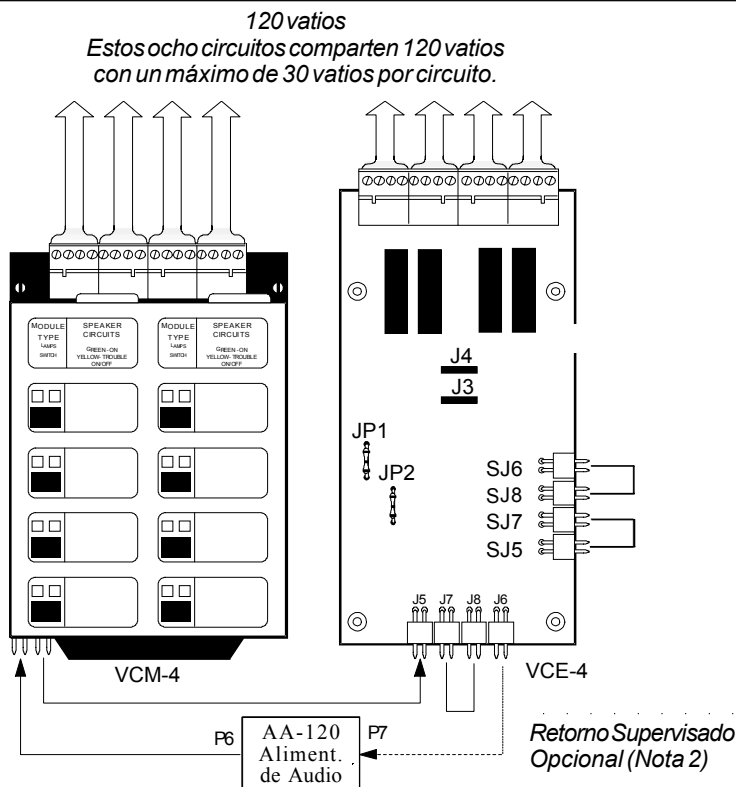 120 vatios
Estos ocho circuitos comparten 120 vatios
con un máximo de 30 vatios por circuito.
MODULE TYPE
LAMPS
SWITCH
SPEAKER CIRCUITS
GREEN-ON
YELLOW-TROUBLE
ON/OFF
MODULE TYPE
LAMPS
SWITCH
SPEAKER CIRCUITS
GREEN-ON
YELLOW-TROUBLE
ON/OFF
J4
J3
JP1
JP2
SJ6
SJ8
SJ7
SJ5
J5 J7 J8 J6
VCM-4
VCE-4
P6
AA-120
Aliment.
de Audio
P7
Retorno Supervisado
Opcional (Nota 2)